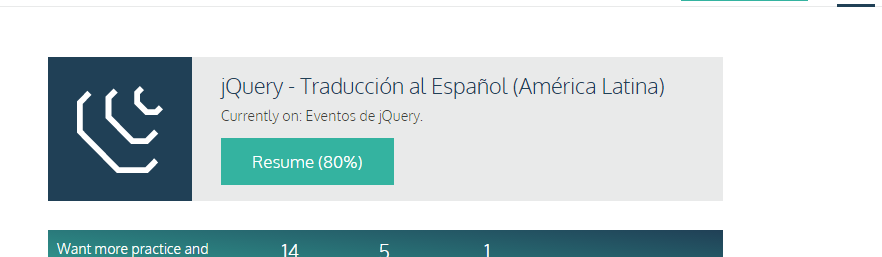 jQuery - Traducción al Español (América Latina)
Currently on: Eventos de jQuery.
Resume (80%)
Want more practice and 14 5 1